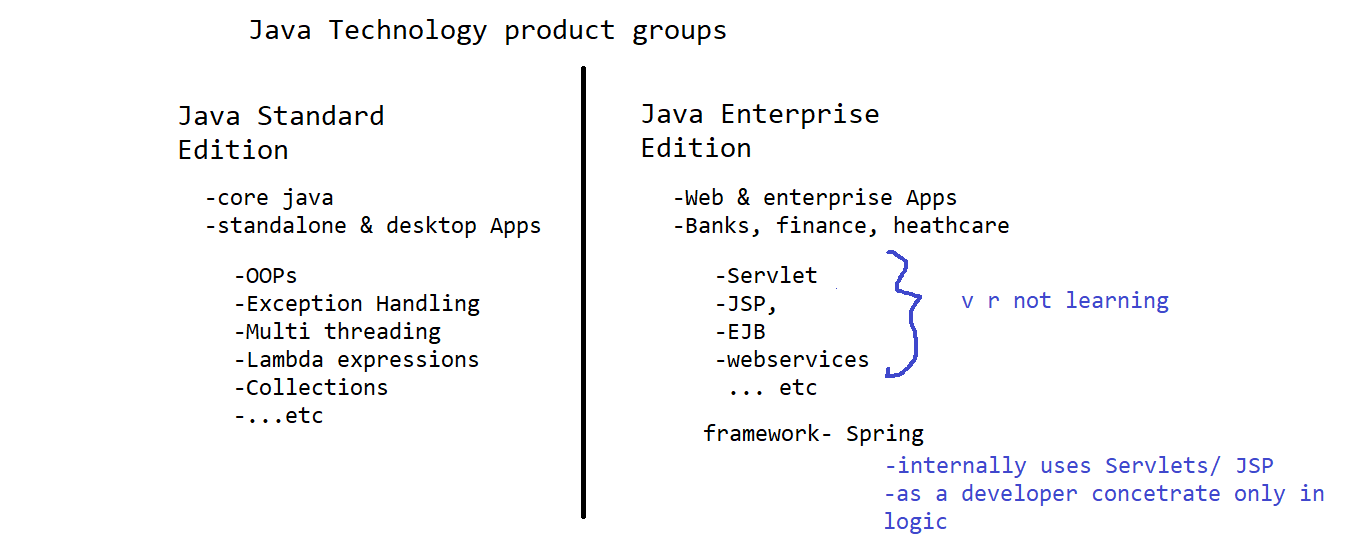 Java Technology product groups
Java Standard
Edition
-core java
-standalone & desktop Apps
-OOPs
-Exception Handling
-Multi threading
-Lambda expressions
-Collections
-...etc
Java Enterprise
Edition
-Web & enterprise Apps
-Banks, finance, heathcare
-Servlet
-JSP,
-EJB
-webservices
... etc
v r not learning
framework- Spring
-internally uses Servlets/ JSP
-as a developer concetrate only in
logic